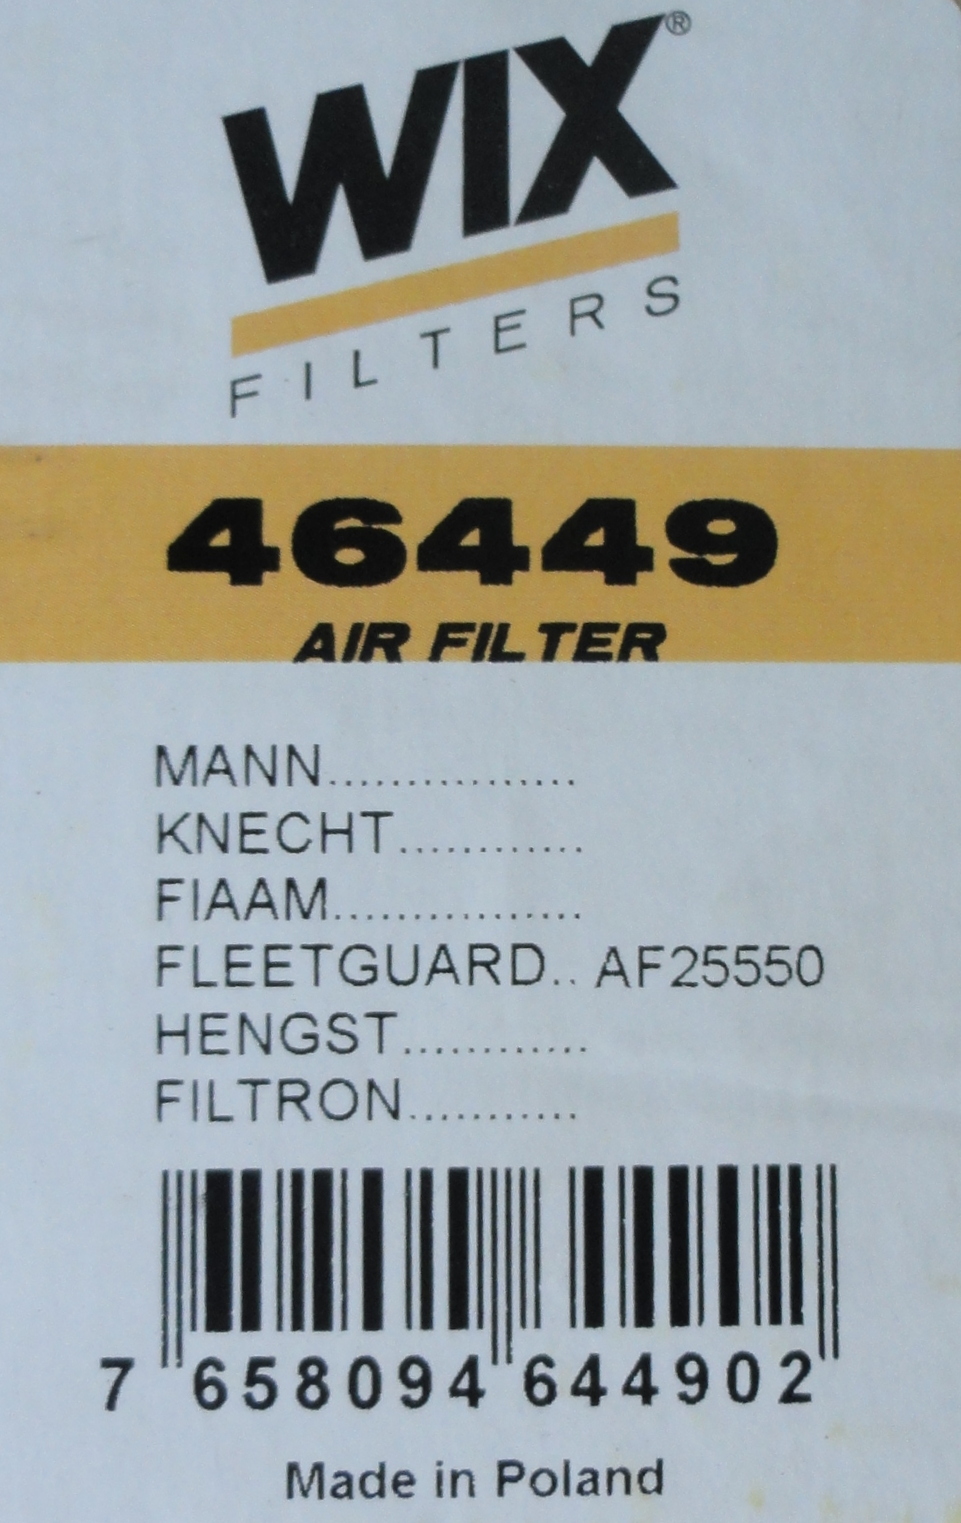 WIX®
FILTERS
46449
AIR FILTER
MANN................
KNECHT............
FIAAM................
FLEETGUARD.. AF25550
HENGST............
FILTRON...........
7 658094 644902
Made in Poland